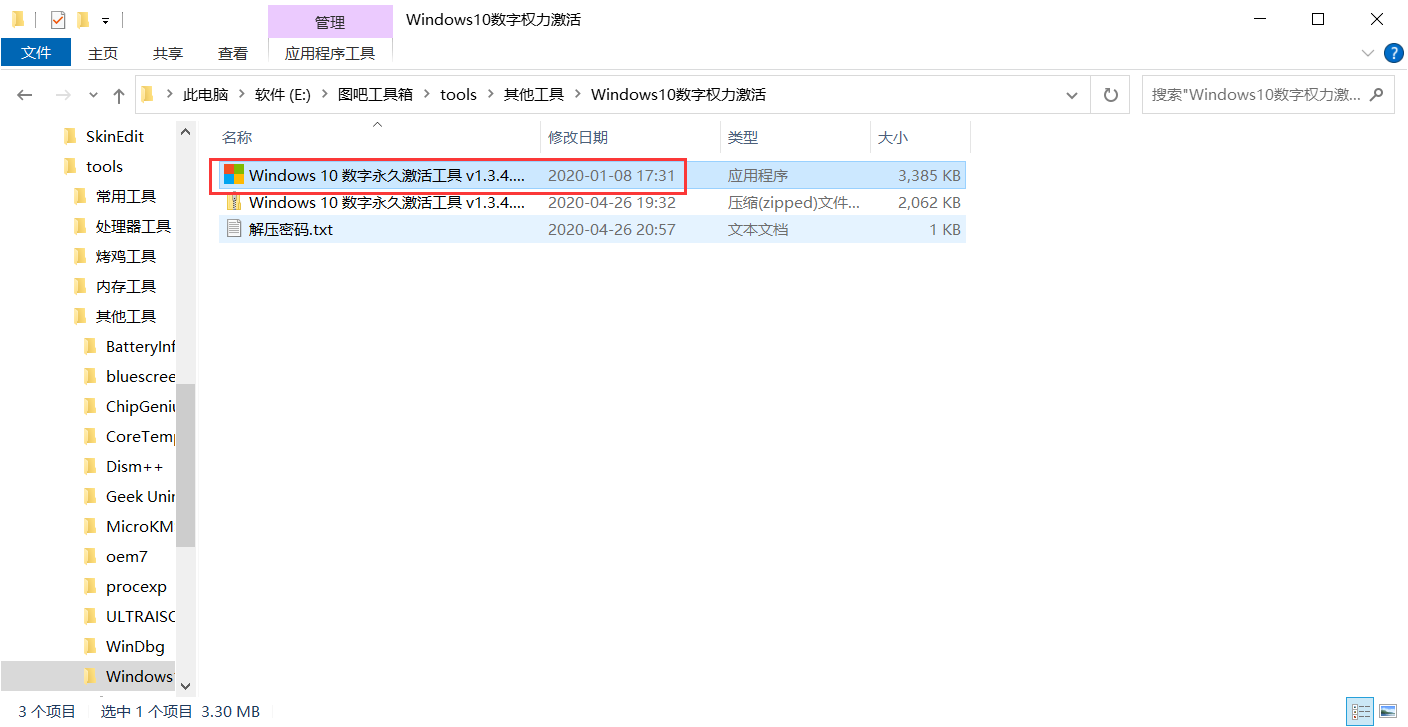 管理
Windows10数字权力激活
文件
主页
共享
查看
应用程序工具
?
此电脑 > 软件 (E:) > 图吧工具箱 > tools > 其他工具 > Windows10数字权力激活
搜索"Windows10数字权力激...
SkinEdit
tools
常用工具
处理器工具
烤鸡工具
内存工具
其他工具
BatteryInf
bluescree
ChipGeniu
CoreTemp
Dism++
Geek Unin
MicroKM
oem7
procexp
ULTRAISO
WinDbg
Windows
名称 修改日期 类型 大小
Windows 10 数字永久激活工具 v1.3.4.... 2020-01-08 17:31 应用程序 3,385 KB
Windows 10 数字永久激活工具 v1.3.4.... 2020-04-26 19:32 压缩(zipped)文件... 2,062 KB
解压密码.txt 2020-04-26 20:57 文本文档 1 KB
3 个项目 选中 1 个项目 3.30 MB